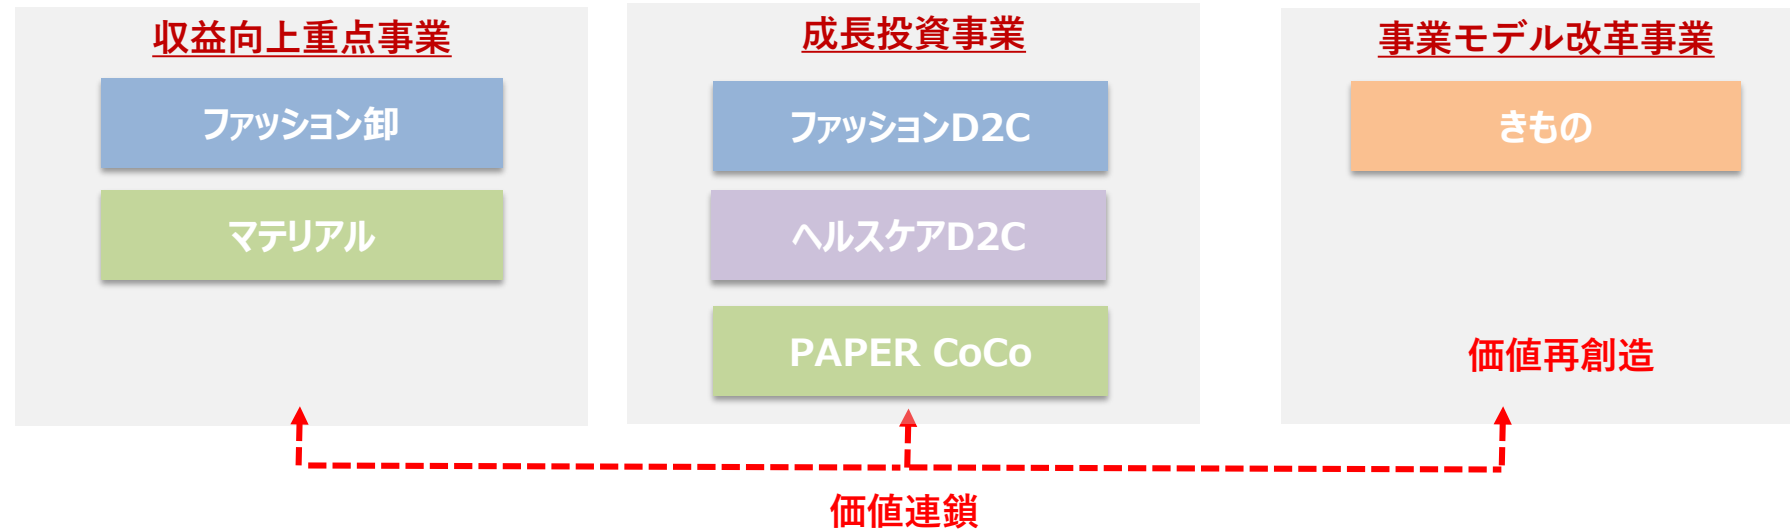 収益向上重点事業
ファッション卸
マテリアル
成長投資事業
ファッションD2C
ヘルスケアD2C
PAPER CoCo
事業モデル改革事業
きもの
価値再創造
価値連鎖